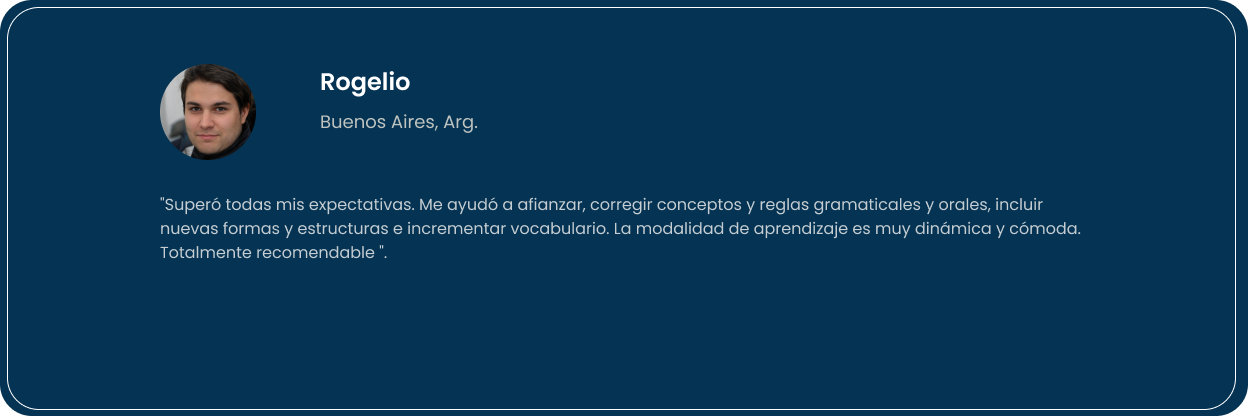 Rogelio
Buenos Aires, Arg.
"Superó todas mis expectativas. Me ayudó a afianzar, corregir conceptos y reglas gramaticales y orales, incluir
nuevas formas y estructuras e incrementar vocabulario. La modalidad de aprendizaje es muy dinámica y cómoda.
Totalmente recomendable ".